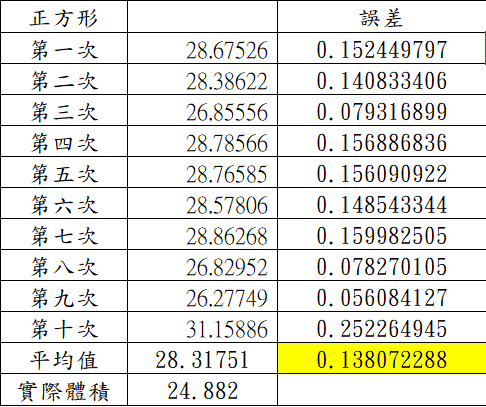 正方形 誤差
第一次 28.67526 0.152449797
第二次 28.38622 0.140833406
第三次 26.85556 0.079316899
第四次 28.78566 0.156886836
第五次 28.76585 0.156090922
第六次 28.57806 0.148543344
第七次 28.86268 0.159982505
第八次 26.82952 0.078270105
第九次 26.27749 0.056084127
第十次 31.15886 0.252264945
平均值 28.31751 0.138072288
實際體積 24.882